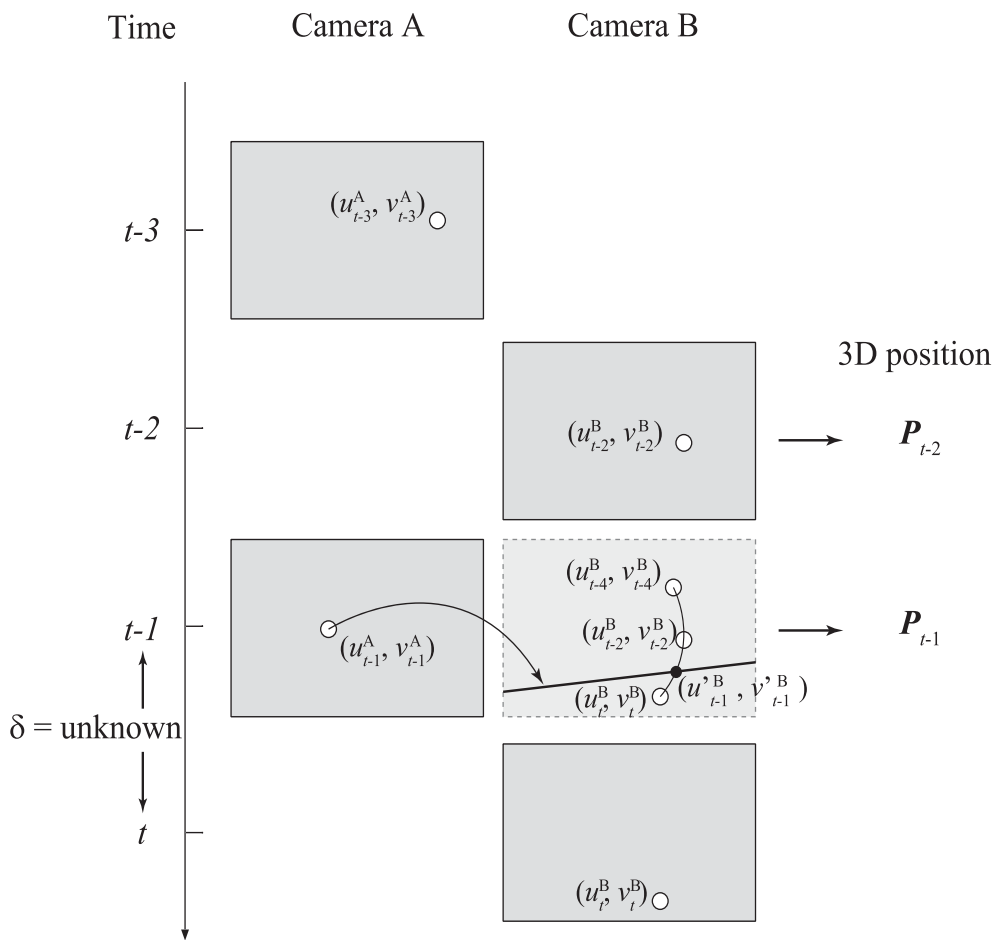 Time Camera A Camera B
(u^A_{t-3}, v^A_{t-3})
t-3
3D position
t-2
(u^B_{t-2}, v^B_{t-2})
P_{t-2}
(u^B_{t-4}, v^B_{t-4})
t-1
(u^A_{t-1}, v^A_{t-1})
(u^B_{t-2}, v^B_{t-2})
P_{t-1}
(u^B_t, v^B_t)
(u'^B_{t-1}, v'^B_{t-1})
δ = unknown
t
(u^B_t, v^B_t)